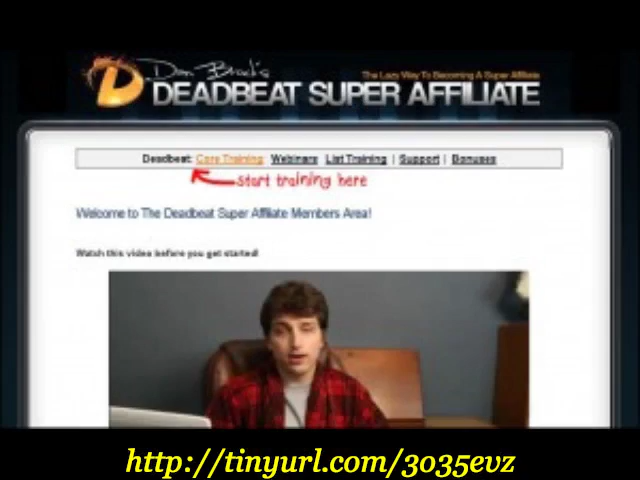 Dan Brock's
The Lazy Way To Becoming A Super Affiliate
DEADBEAT SUPER AFFILIATE
Deadbeat: Core Training Webinars List Training | Support | Bonuses
start training here
Welcome to The Deadbeat Super Affiliate Members Area!
Watch this video before you get started!
http://tinyurl.com/3035evz